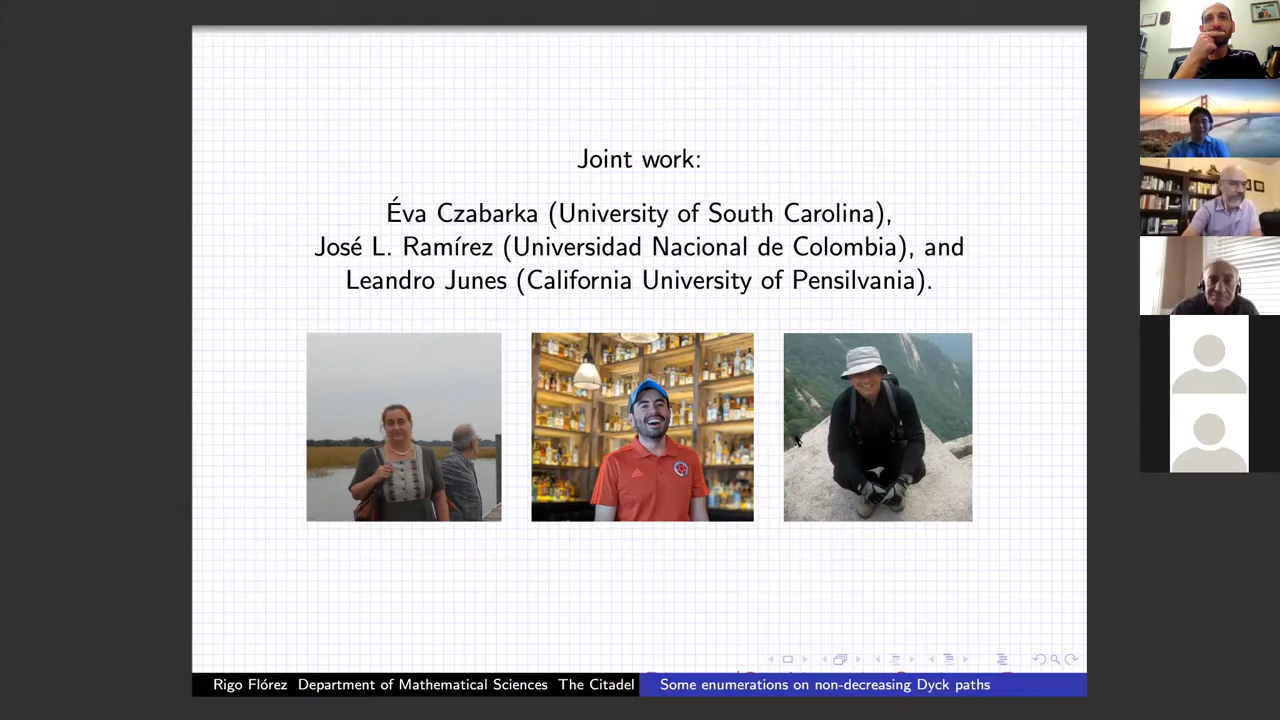 Joint work:
Éva Czabarka (University of South Carolina),
José L. Ramírez (Universidad Nacional de Colombia), and
Leandro Junes (California University of Pensilvania).
Rigo Flórez Department of Mathematical Sciences The Citadel
Some enumerations on non-decreasing Dyck paths